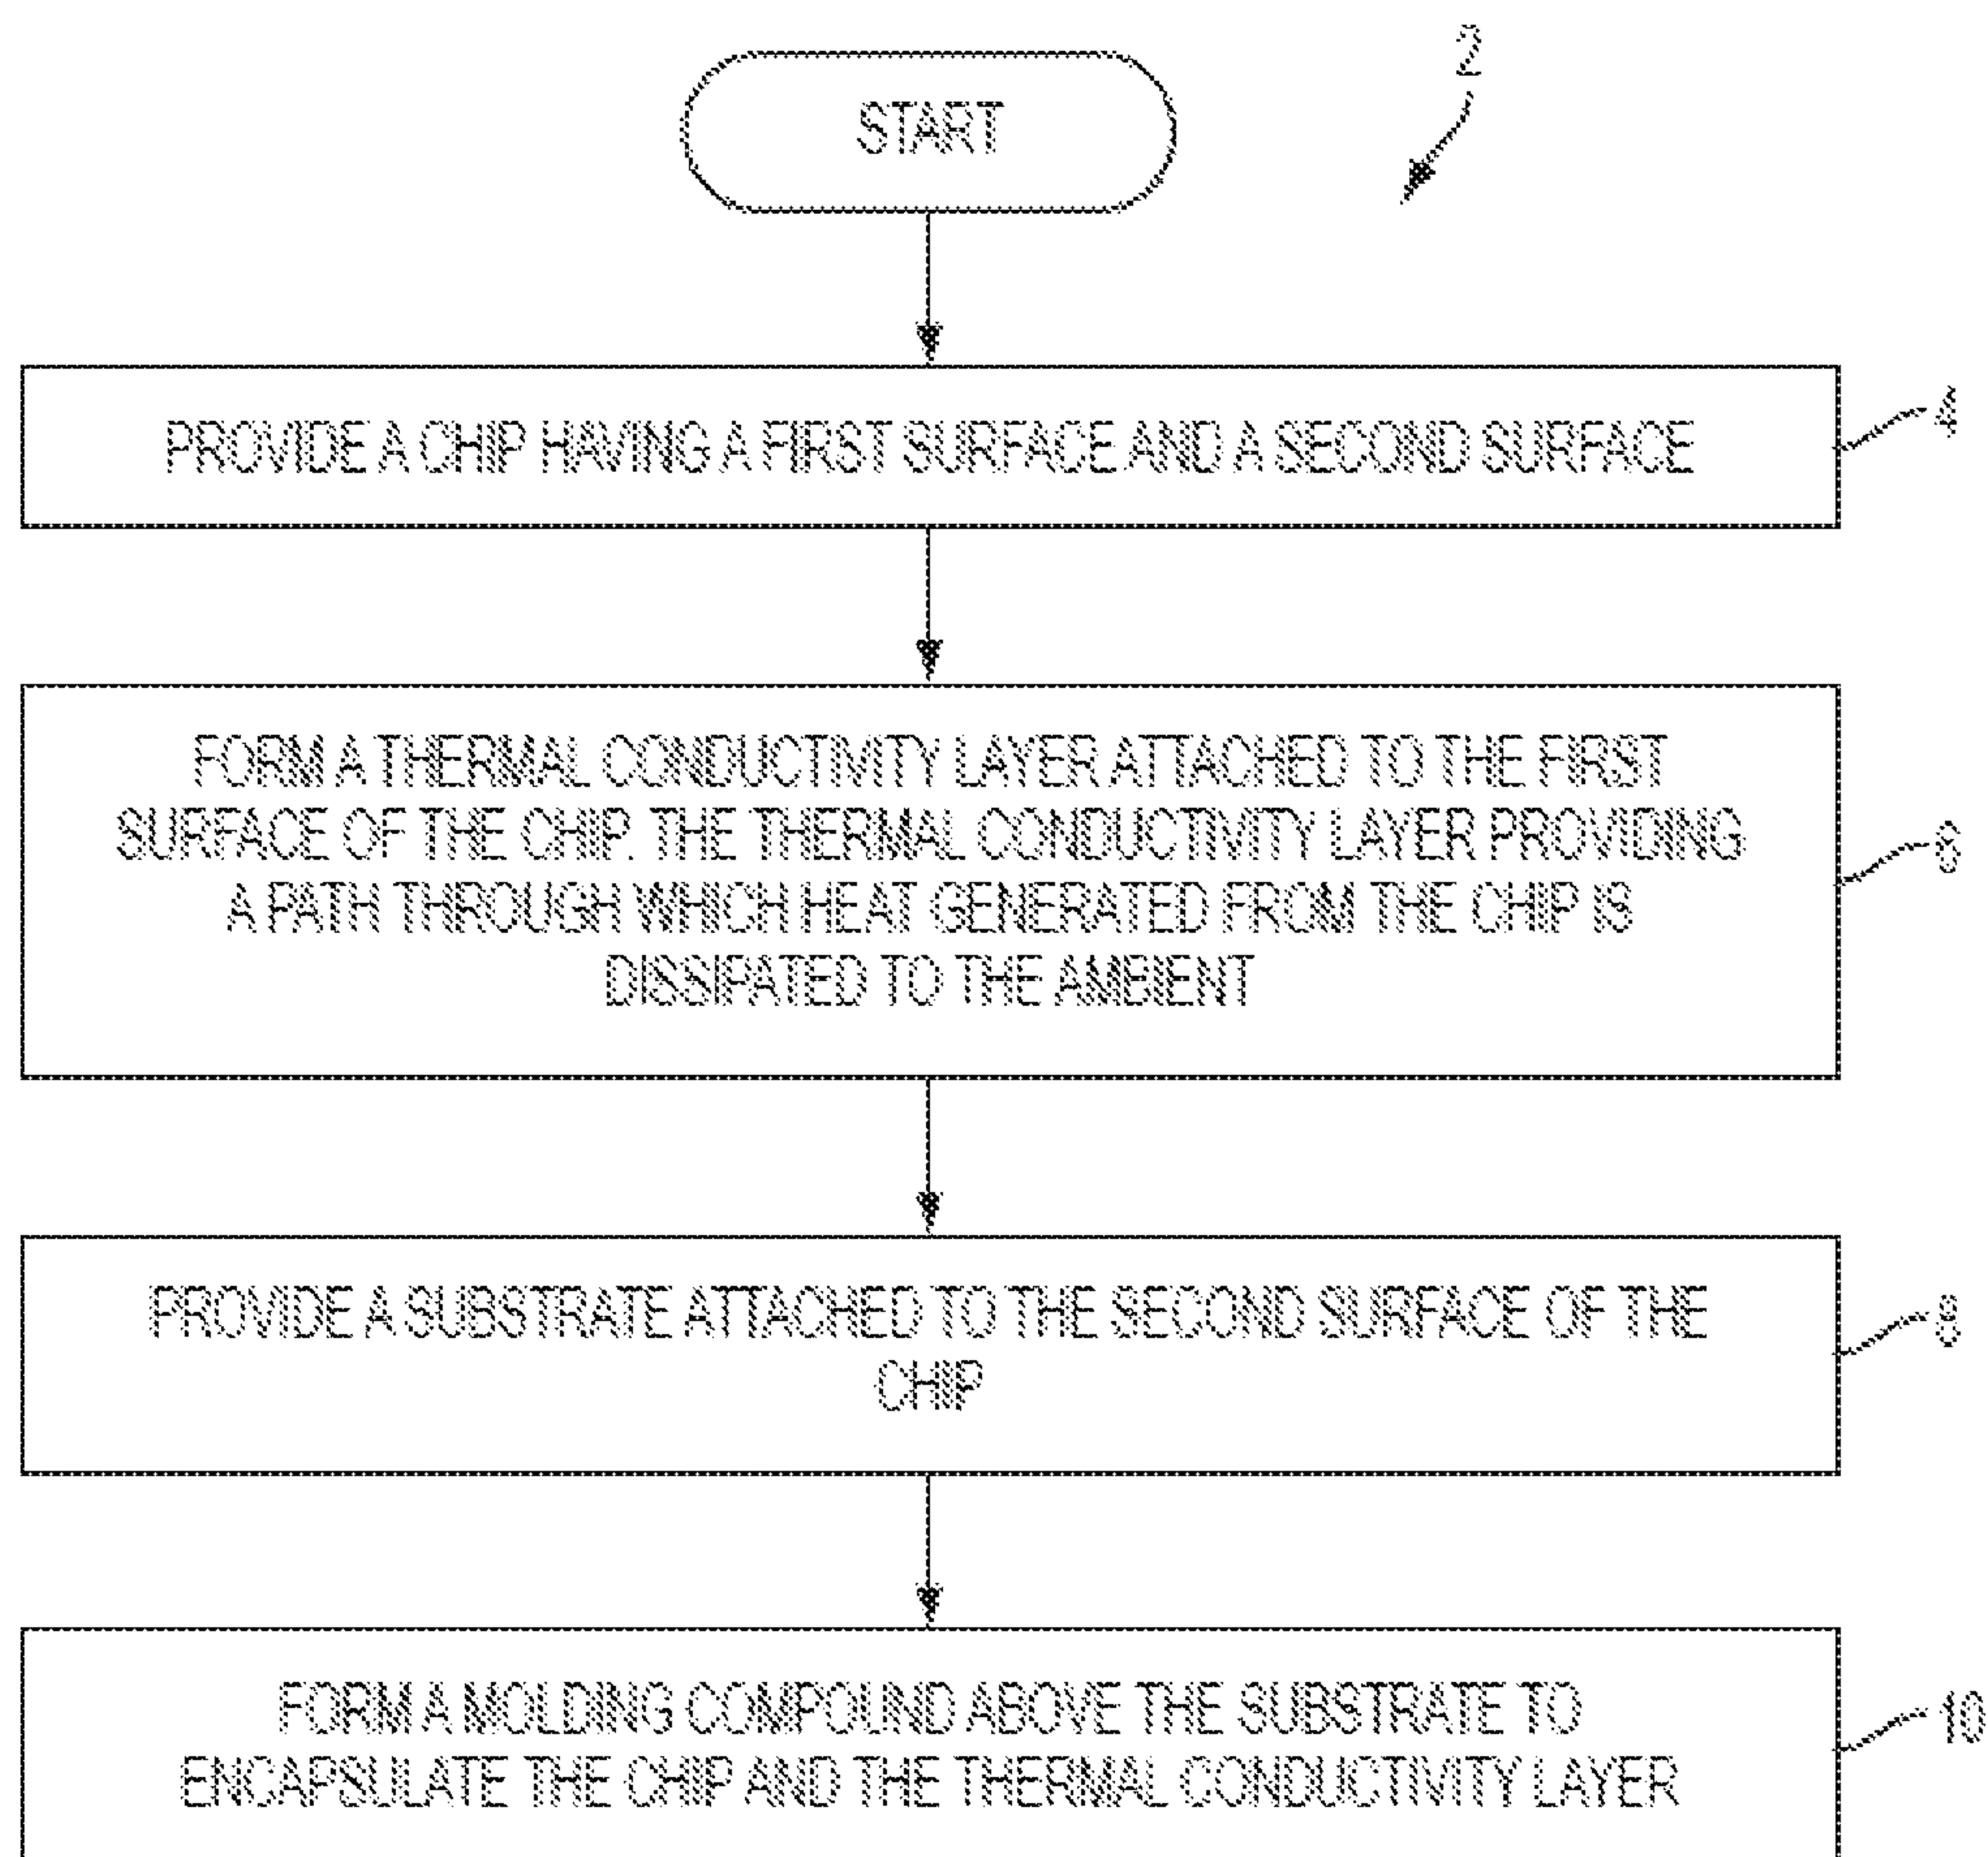 2
START
PROVIDE A CHIP HAVING A FIRST SURFACE AND A SECOND SURFACE
4
FORM A THERMAL CONDUCTIVITY LAYER ATTACHED TO THE FIRST
SURFACE OF THE CHIP. THE THERMAL CONDUCTIVITY LAYER PROVIDING
6
A PATH THROUGH WHICH HEAT GENERATED FROM THE CHIP IS
DISSIPATED TO THE AMBIENT
PROVIDE A SUBSTRATE ATTACHED TO THE SECOND SURFACE OF THE
8
CHIP
FORM A MOLDING COMPOUND ABOVE THE SUBSTRATE TO
10
ENCAPSULATE THE CHIP AND THE THERMAL CONDUCTIVITY LAYER